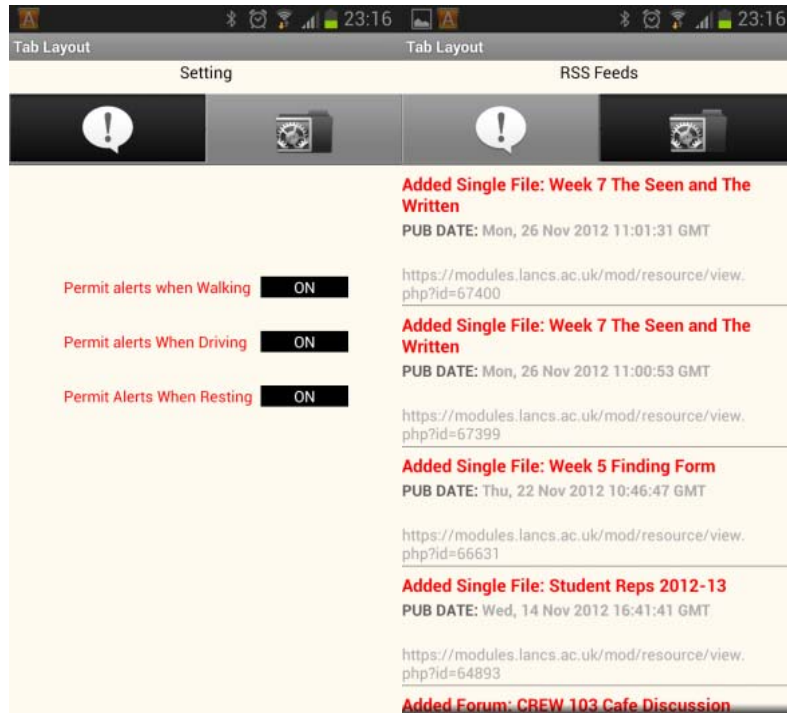 23:16
Tab Layout
Setting
Permit alerts when Walking ON
Permit alerts When Driving ON
Permit Alerts When Resting ON
23:16
Tab Layout
RSS Feeds
Added Single File: Week 7 The Seen and The
Written
PUB DATE: Mon, 26 Nov 2012 11:01:31 GMT
https://modules.lancs.ac.uk/mod/resource/view.
php?id=67400
Added Single File: Week 7 The Seen and The
Written
PUB DATE: Mon, 26 Nov 2012 11:00:53 GMT
https://modules.lancs.ac.uk/mod/resource/view.
php?id=67399
Added Single File: Week 5 Finding Form
PUB DATE: Thu, 22 Nov 2012 10:46:47 GMT
https://modules.lancs.ac.uk/mod/resource/view.
php?id=66631
Added Single File: Student Reps 2012-13
PUB DATE: Wed, 14 Nov 2012 16:41:41 GMT
https://modules.lancs.ac.uk/mod/resource/view.
php?id=64893
Added Forum: CREW 103 Cafe Discussion